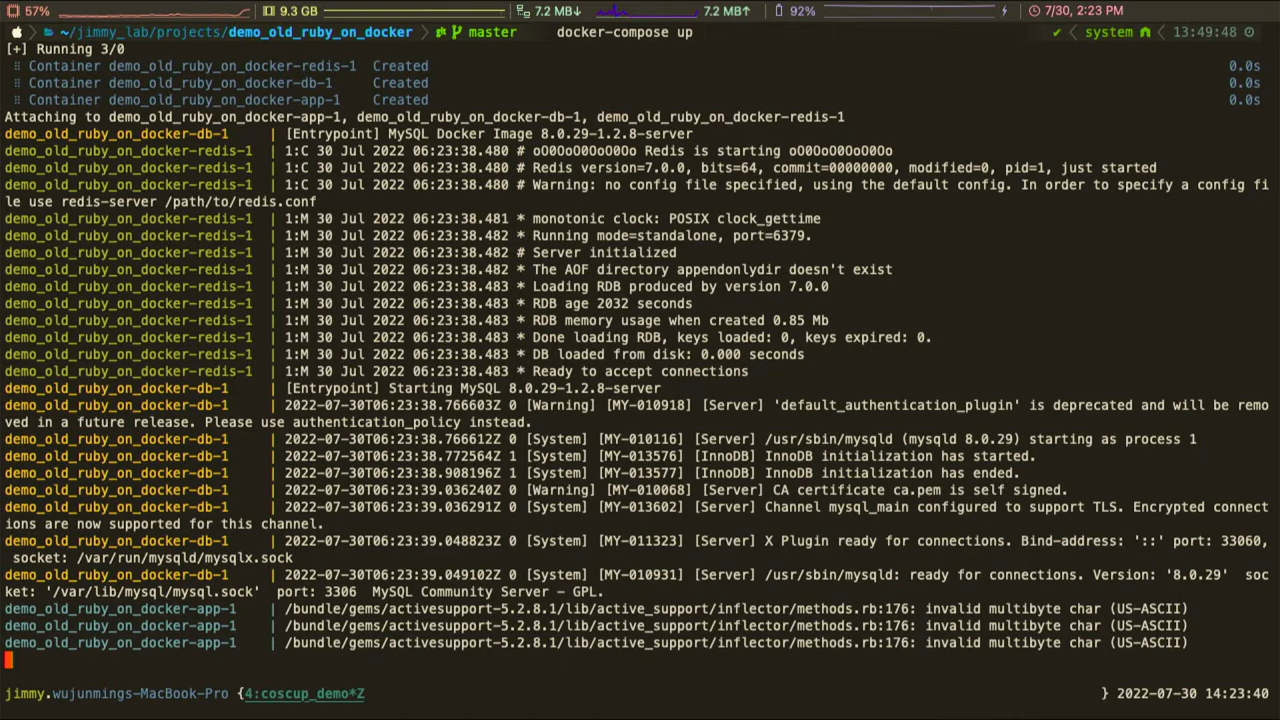 57% 9.3 GB 7.2 MB↓ 7.2 MB↑ 92% 7/30, 2:23 PM
~/jimmy_lab/projects/demo_old_ruby_on_docker master docker-compose up ✔ system 13:49:48
[+] Running 3/0
⠿ Container demo_old_ruby_on_docker-redis-1 Created 0.0s
⠿ Container demo_old_ruby_on_docker-db-1 Created 0.0s
⠿ Container demo_old_ruby_on_docker-app-1 Created 0.0s
Attaching to demo_old_ruby_on_docker-app-1, demo_old_ruby_on_docker-db-1, demo_old_ruby_on_docker-redis-1
demo_old_ruby_on_docker-db-1 | [Entrypoint] MySQL Docker Image 8.0.29-1.2.8-server
demo_old_ruby_on_docker-redis-1 | 1:C 30 Jul 2022 06:23:38.480 # oO0OoO0OoO0Oo Redis is starting oO0OoO0OoO0Oo
demo_old_ruby_on_docker-redis-1 | 1:C 30 Jul 2022 06:23:38.480 # Redis version=7.0.0, bits=64, commit=00000000, modified=0, pid=1, just started
demo_old_ruby_on_docker-redis-1 | 1:C 30 Jul 2022 06:23:38.480 # Warning: no config file specified, using the default config. In order to specify a config fi
le use redis-server /path/to/redis.conf
demo_old_ruby_on_docker-redis-1 | 1:M 30 Jul 2022 06:23:38.481 * monotonic clock: POSIX clock_gettime
demo_old_ruby_on_docker-redis-1 | 1:M 30 Jul 2022 06:23:38.482 * Running mode=standalone, port=6379.
demo_old_ruby_on_docker-redis-1 | 1:M 30 Jul 2022 06:23:38.482 # Server initialized
demo_old_ruby_on_docker-redis-1 | 1:M 30 Jul 2022 06:23:38.482 * The AOF directory appendonlydir doesn't exist
demo_old_ruby_on_docker-redis-1 | 1:M 30 Jul 2022 06:23:38.483 * Loading RDB produced by version 7.0.0
demo_old_ruby_on_docker-redis-1 | 1:M 30 Jul 2022 06:23:38.483 * RDB age 2032 seconds
demo_old_ruby_on_docker-redis-1 | 1:M 30 Jul 2022 06:23:38.483 * RDB memory usage when created 0.85 Mb
demo_old_ruby_on_docker-redis-1 | 1:M 30 Jul 2022 06:23:38.483 * Done loading RDB, keys loaded: 0, keys expired: 0.
demo_old_ruby_on_docker-redis-1 | 1:M 30 Jul 2022 06:23:38.483 * DB loaded from disk: 0.000 seconds
demo_old_ruby_on_docker-redis-1 | 1:M 30 Jul 2022 06:23:38.483 * Ready to accept connections
demo_old_ruby_on_docker-db-1 | [Entrypoint] Starting MySQL 8.0.29-1.2.8-server
demo_old_ruby_on_docker-db-1 | 2022-07-30T06:23:38.766603Z 0 [Warning] [MY-010918] [Server] 'default_authentication_plugin' is deprecated and will be remo
ved in a future release. Please use authentication_policy instead.
demo_old_ruby_on_docker-db-1 | 2022-07-30T06:23:38.766612Z 0 [System] [MY-010116] [Server] /usr/sbin/mysqld (mysqld 8.0.29) starting as process 1
demo_old_ruby_on_docker-db-1 | 2022-07-30T06:23:38.772564Z 1 [System] [MY-013576] [InnoDB] InnoDB initialization has started.
demo_old_ruby_on_docker-db-1 | 2022-07-30T06:23:38.908196Z 1 [System] [MY-013577] [InnoDB] InnoDB initialization has ended.
demo_old_ruby_on_docker-db-1 | 2022-07-30T06:23:39.036240Z 0 [Warning] [MY-010068] [Server] CA certificate ca.pem is self signed.
demo_old_ruby_on_docker-db-1 | 2022-07-30T06:23:39.036291Z 0 [System] [MY-013602] [Server] Channel mysql_main configured to support TLS. Encrypted connect
ions are now supported for this channel.
demo_old_ruby_on_docker-db-1 | 2022-07-30T06:23:39.048823Z 0 [System] [MY-011323] [Server] X Plugin ready for connections. Bind-address: '::' port: 33060,
socket: /var/run/mysqld/mysqlx.sock
demo_old_ruby_on_docker-db-1 | 2022-07-30T06:23:39.049102Z 0 [System] [MY-010931] [Server] /usr/sbin/mysqld: ready for connections. Version: '8.0.29' soc
ket: '/var/lib/mysql/mysql.sock' port: 3306 MySQL Community Server - GPL.
demo_old_ruby_on_docker-app-1 | /bundle/gems/activesupport-5.2.8.1/lib/active_support/inflector/methods.rb:176: invalid multibyte char (US-ASCII)
demo_old_ruby_on_docker-app-1 | /bundle/gems/activesupport-5.2.8.1/lib/active_support/inflector/methods.rb:176: invalid multibyte char (US-ASCII)
demo_old_ruby_on_docker-app-1 | /bundle/gems/activesupport-5.2.8.1/lib/active_support/inflector/methods.rb:176: invalid multibyte char (US-ASCII)
jimmy.wujunmings-MacBook-Pro {4:coscup_demo*Z } 2022-07-30 14:23:40